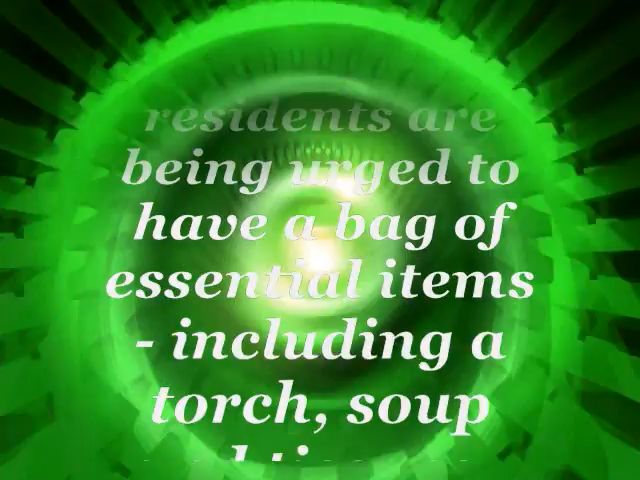 residents are
being urged to
have a bag of
essential items
- including a
torch, soup